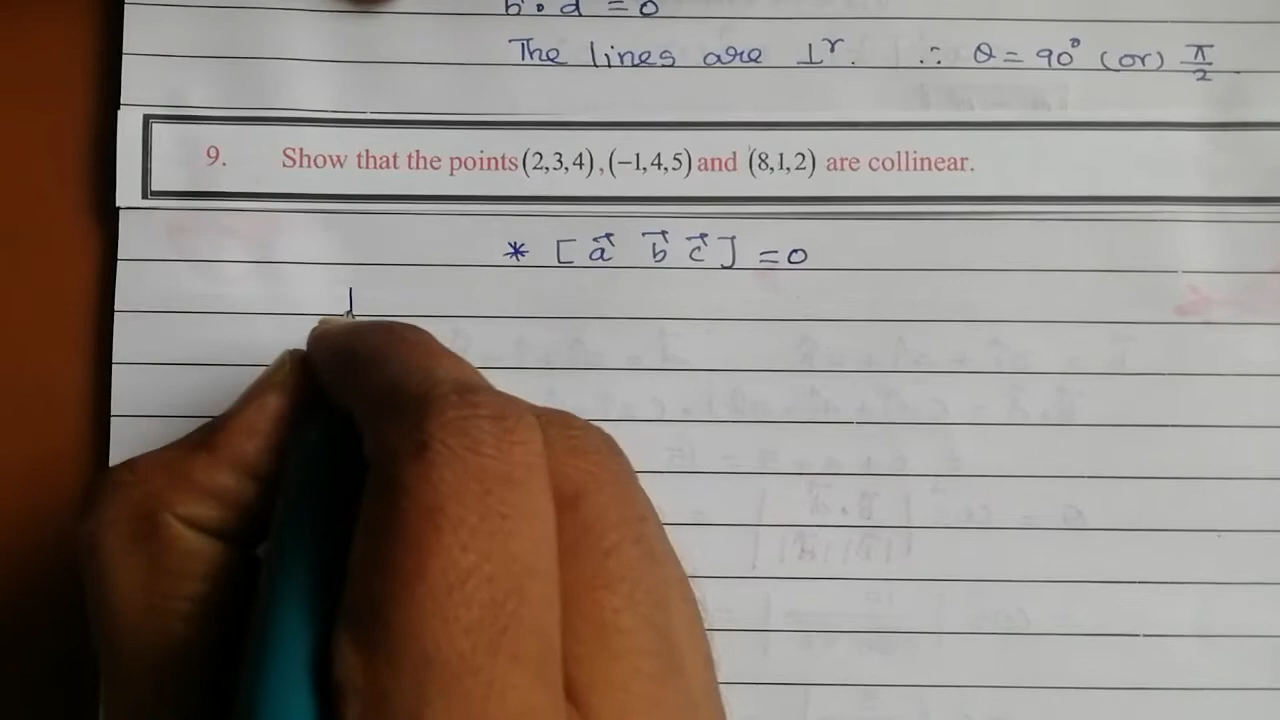 b . d = 0
The lines are ⊥r. ∴ θ = 90° (or) π/2
9. Show that the points (2,3,4), (−1,4,5) and (8,1,2) are collinear.
* [a⃗ b⃗ c⃗] = 0